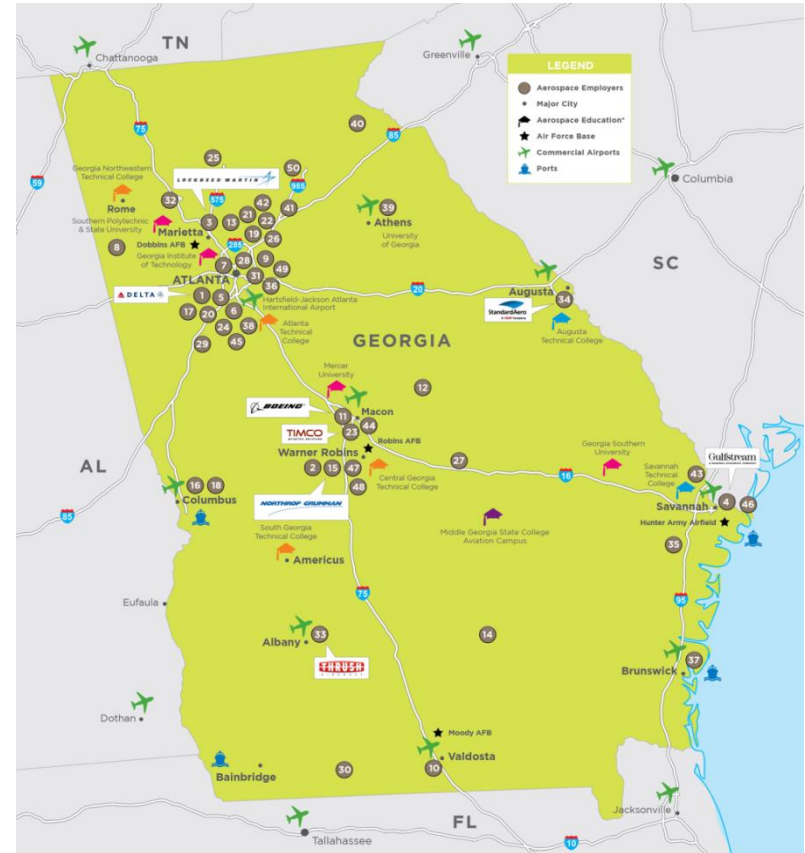 TN
Chattanooga
Greenville
LEGEND
Aerospace Employers
Major City
Aerospace Education*
Air Force Base
Commercial Airports
Ports
75
40
85
25
50
59
Georgia Northwestern
Technical College
LOCKHEED MARTIN
575
985
Columbia
Rome
32
42
41
39
Southern Polytechnic
& State University
3
13
21
22
Athens
Marietta
19
26
University
of Georgia
8
Dobbins AFB
285
Georgia Institute
of Technology
7
28
9
49
SC
ATLANTA
31
36
20
Augusta
DELTA
1
5
Hartsfield-Jackson Atlanta
International Airport
34
StandardAero
17
20
6
38
Atlanta
Technical
College
Augusta
Technical College
24
29
45
GEORGIA
Mercer
University
12
BOEING
11
Macon
44
TIMCO
23
Robins AFB
Warner Robins
27
Georgia Southern
University
Gulfstream
AL
2
15
47
Central Georgia
Technical College
16
Savannah
Technical
College
43
16
18
48
4
46
Columbus
NORTHROP GRUMMAN
Savannah
85
South Georgia
Technical College
Middle Georgia State College
Aviation Campus
Hunter Army Airfield
35
Americus
75
95
Eufaula
Albany
33
14
THRUSH
AIRCRAFT
Brunswick
37
Dothan
Moody AFB
Valdosta
Bainbridge
30
10
Jacksonville
FL
Tallahassee
10